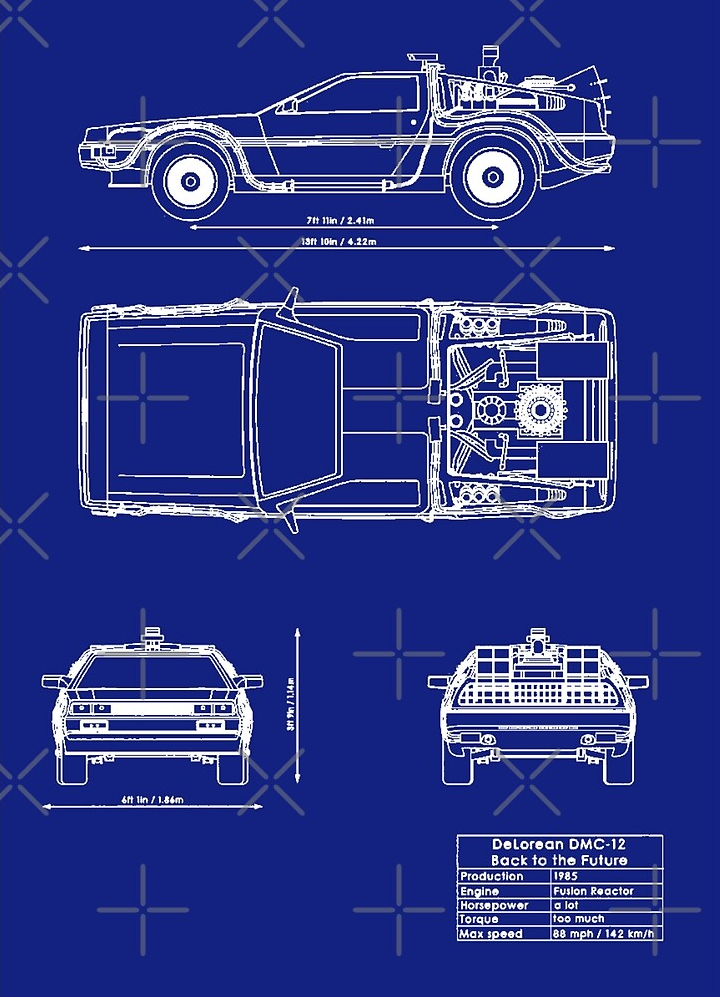 7ft 11in / 2.41m
13ft 10in / 4.22m
3ft 9in / 1.14m
6ft 1in / 1.86m
DeLorean DMC-12
Back to the Future
Production 1985
Engine Fusion Reactor
Horsepower a lot
Torque too much
Max speed 88 mph / 142 km/h